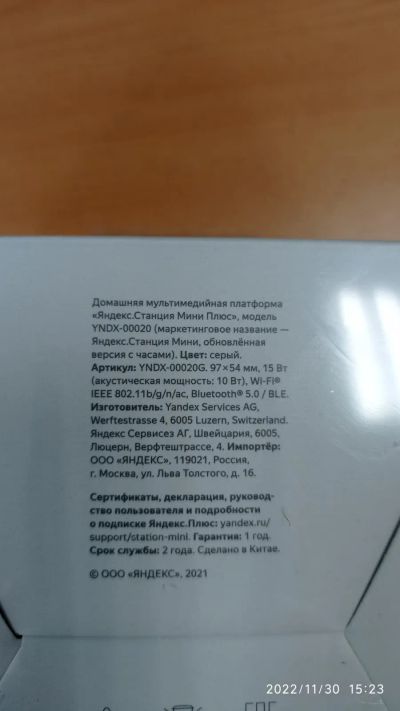 Домашняя мультимедийная платформа
«Яндекс.Станция Мини Плюс», модель
YNDX-00020 (маркетинговое название —
Яндекс.Станция Мини, обновлённая
версия с часами). Цвет: серый.
Артикул: YNDX-00020G. 97×54 мм, 15 Вт
(акустическая мощность: 10 Вт), Wi-Fi®
IEEE 802.11b/g/n/ac, Bluetooth® 5.0 / BLE.
Изготовитель: Yandex Services AG,
Werftestrasse 4, 6005 Luzern, Switzerland.
Яндекс Сервисез АГ, Швейцария, 6005,
Люцерн, Верфтештрассе, 4. Импортёр:
ООО «ЯНДЕКС», 119021, Россия,
г. Москва, ул. Льва Толстого, д. 16.
Сертификаты, декларация, руковод-
ство пользователя и подробности
о подписке Яндекс.Плюс: yandex.ru/
support/station-mini. Гарантия: 1 год.
Срок службы: 2 года. Сделано в Китае.
© ООО «ЯНДЕКС», 2021
2022/11/30 15:23